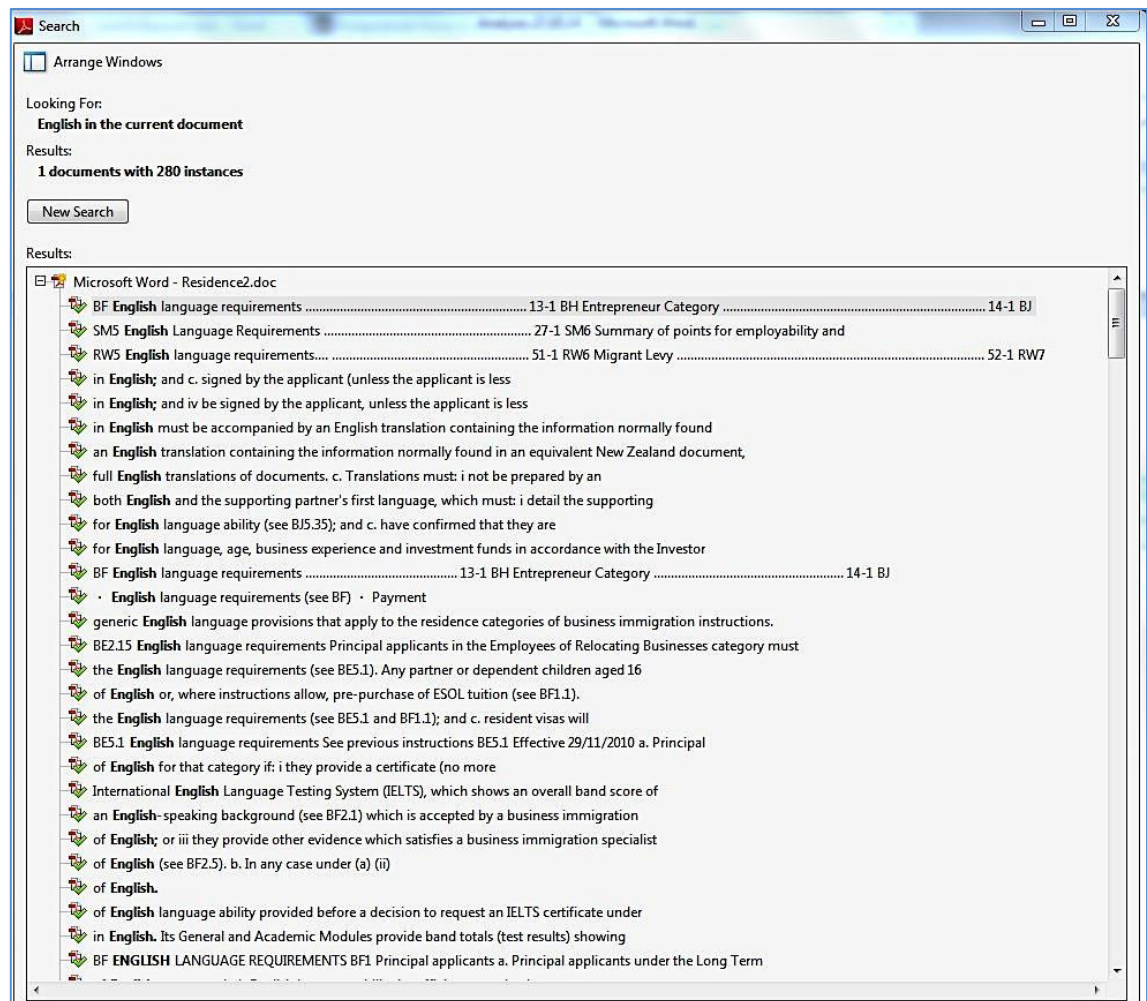 Search
Arrange Windows
Looking For:
English in the current document
Results:
1 documents with 280 instances
New Search
Results:
Microsoft Word - Residence2.doc
BF English language requirements ................................................................ 13-1 BH Entrepreneur Category ................................................................................ 14-1 BJ
SM5 English Language Requirements ............................................................ 27-1 SM6 Summary of points for employability and
RW5 English language requirements.... ......................................................... 51-1 RW6 Migrant Levy ............................................................................................... 52-1 RW7
in English; and c. signed by the applicant (unless the applicant is less
in English; and iv be signed by the applicant, unless the applicant is less
in English must be accompanied by an English translation containing the information normally found
an English translation containing the information normally found in an equivalent New Zealand document,
full English translations of documents. c. Translations must: i not be prepared by an
both English and the supporting partner's first language, which must: i detail the supporting
for English language ability (see BJ5.35); and c. have confirmed that they are
for English language, age, business experience and investment funds in accordance with the Investor
BF English language requirements ............................................. 13-1 BH Entrepreneur Category ....................................................... 14-1 BJ
· English language requirements (see BF) · Payment
generic English language provisions that apply to the residence categories of business immigration instructions.
BE2.15 English language requirements Principal applicants in the Employees of Relocating Businesses category must
the English language requirements (see BE5.1). Any partner or dependent children aged 16
of English or, where instructions allow, pre-purchase of ESOL tuition (see BF1.1).
the English language requirements (see BE5.1 and BF1.1); and c. resident visas will
BE5.1 English language requirements See previous instructions BE5.1 Effective 29/11/2010 a. Principal
of English for that category if: i they provide a certificate (no more
International English Language Testing System (IELTS), which shows an overall band score of
an English-speaking background (see BF2.1) which is accepted by a business immigration
of English; or iii they provide other evidence which satisfies a business immigration specialist
of English (see BF2.5). b. In any case under (a) (ii)
of English.
of English language ability provided before a decision to request an IELTS certificate under
in English. Its General and Academic Modules provide band totals (test results) showing
BF ENGLISH LANGUAGE REQUIREMENTS BF1 Principal applicants a. Principal applicants under the Long Term